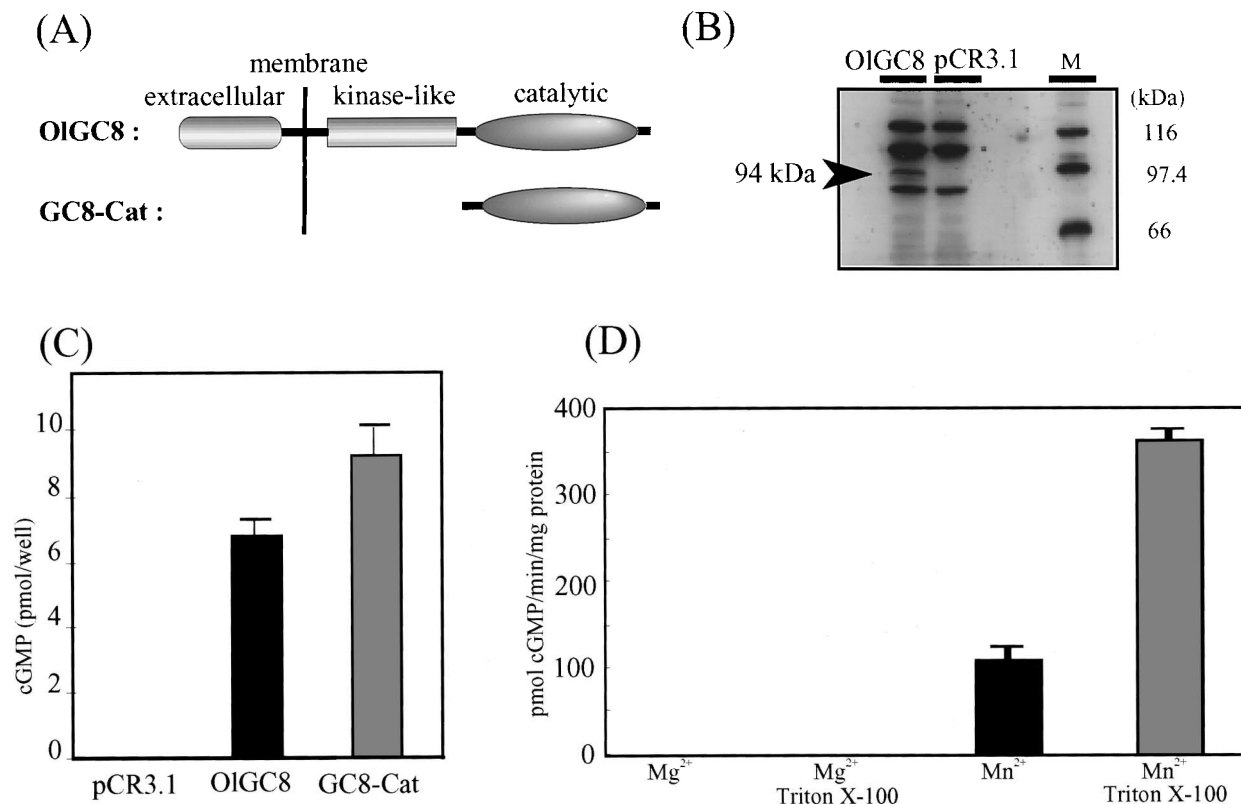 (A)
membrane
extracellular kinase-like catalytic
OlGC8 :
GC8-Cat :
(B)
OlGC8 pCR3.1 M
(kDa)
116
94 kDa 97.4
66
(C)
cGMP (pmol/well)
10
8
6
4
2
0
pCR3.1 OlGC8 GC8-Cat
(D)
pmol cGMP/min/mg protein
400
300
200
100
0
Mg²⁺ Mg²⁺ Mn²⁺ Mn²⁺
Triton X-100 Triton X-100